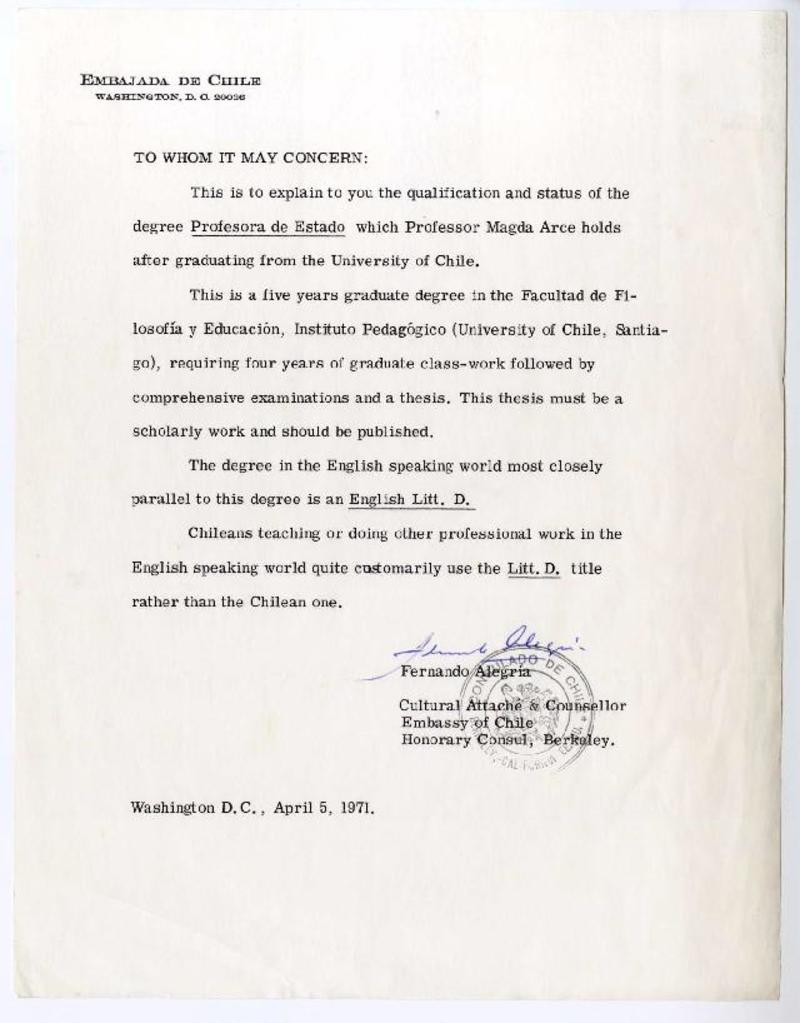 EMBAJADA DE CHILE
WASHINGTON, D. C. 20036
TO WHOM IT MAY CONCERN:
This is to explain to you the qualification and status of the
degree Profesora de Estado which Professor Magda Arce holds
after graduating from the University of Chile.
This is a five years graduate degree in the Facultad de Fi-
losofía y Educación, Instituto Pedagógico (University of Chile, Santia-
go), requiring four years of graduate class-work followed by
comprehensive examinations and a thesis. This thesis must be a
scholarly work and should be published.
The degree in the English speaking world most closely
parallel to this degree is an English Litt. D.
Chileans teaching or doing other professional work in the
English speaking world quite customarily use the Litt. D. title
rather than the Chilean one.
Fernando Alegría
CONSULADO DE CHILE
Fernando Alegría
Cultural Attaché & Counsellor
Embassy of Chile
Honorary Consul, Berkeley.
Washington D.C., April 5, 1971.